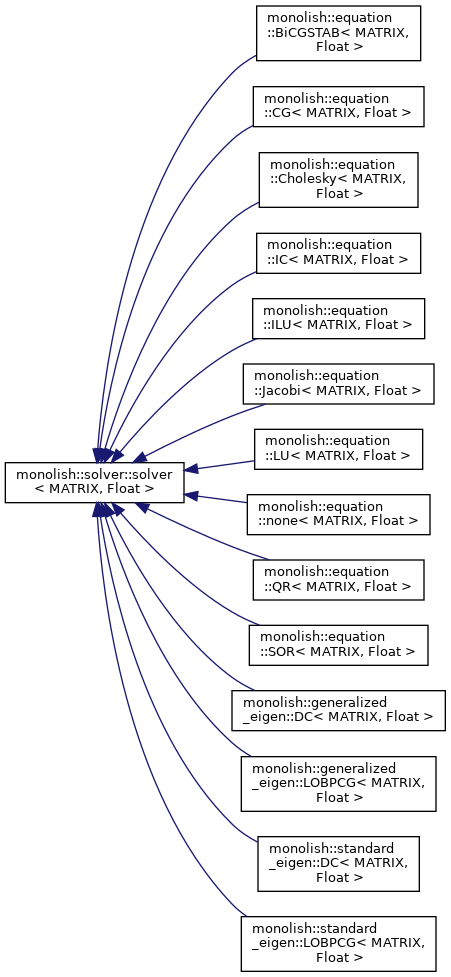 monolish::equation
::BiCGSTAB< MATRIX,
Float >
monolish::equation
::CG< MATRIX, Float >
monolish::equation
::Cholesky< MATRIX,
Float >
monolish::equation
::IC< MATRIX, Float >
monolish::equation
::ILU< MATRIX, Float >
monolish::equation
::Jacobi< MATRIX, Float >
monolish::equation
::LU< MATRIX, Float >
monolish::solver::solver
< MATRIX, Float >
monolish::equation
::none< MATRIX, Float >
monolish::equation
::QR< MATRIX, Float >
monolish::equation
::SOR< MATRIX, Float >
monolish::generalized
_eigen::DC< MATRIX, Float >
monolish::generalized
_eigen::LOBPCG< MATRIX,
Float >
monolish::standard
_eigen::DC< MATRIX,
Float >
monolish::standard
_eigen::LOBPCG< MATRIX,
Float >